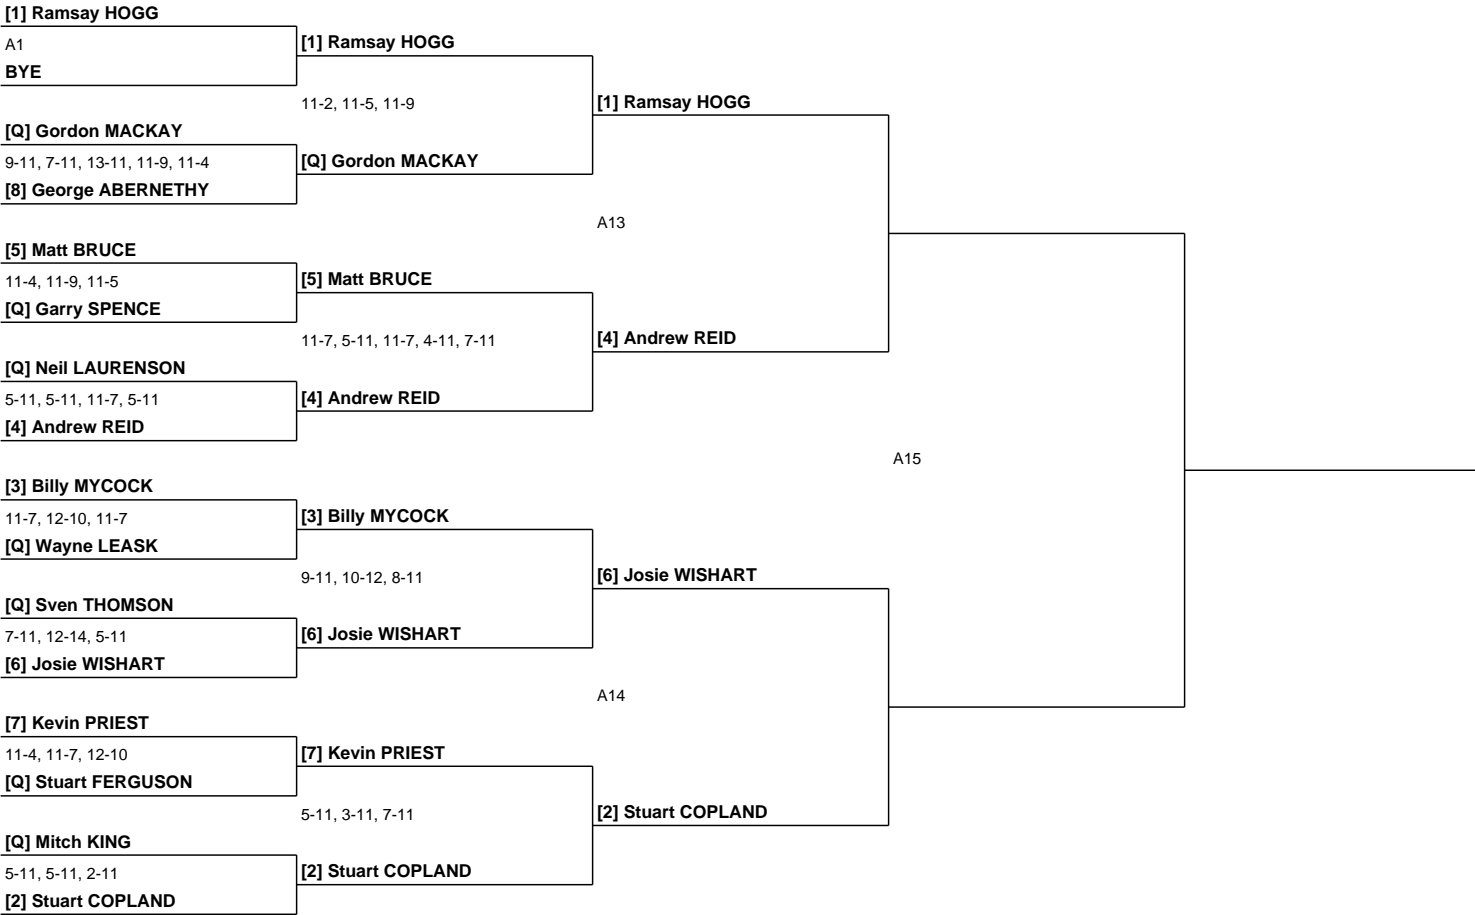 [1] Ramsay HOGG
A1
BYE
[Q] Gordon MACKAY
9-11, 7-11, 13-11, 11-9, 11-4
[8] George ABERNETHY
[5] Matt BRUCE
11-4, 11-9, 11-5
[Q] Garry SPENCE
[Q] Neil LAURENSON
5-11, 5-11, 11-7, 5-11
[4] Andrew REID
[3] Billy MYCOCK
11-7, 12-10, 11-7
[Q] Wayne LEASK
[Q] Sven THOMSON
7-11, 12-14, 5-11
[6] Josie WISHART
[7] Kevin PRIEST
11-4, 11-7, 12-10
[Q] Stuart FERGUSON
[Q] Mitch KING
5-11, 5-11, 2-11
[2] Stuart COPLAND
[1] Ramsay HOGG
11-2, 11-5, 11-9
[Q] Gordon MACKAY
[5] Matt BRUCE
11-7, 5-11, 11-7, 4-11, 7-11
[4] Andrew REID
[3] Billy MYCOCK
9-11, 10-12, 8-11
[6] Josie WISHART
[7] Kevin PRIEST
5-11, 3-11, 7-11
[2] Stuart COPLAND
[1] Ramsay HOGG
A13
[4] Andrew REID
[6] Josie WISHART
A14
[2] Stuart COPLAND
A15